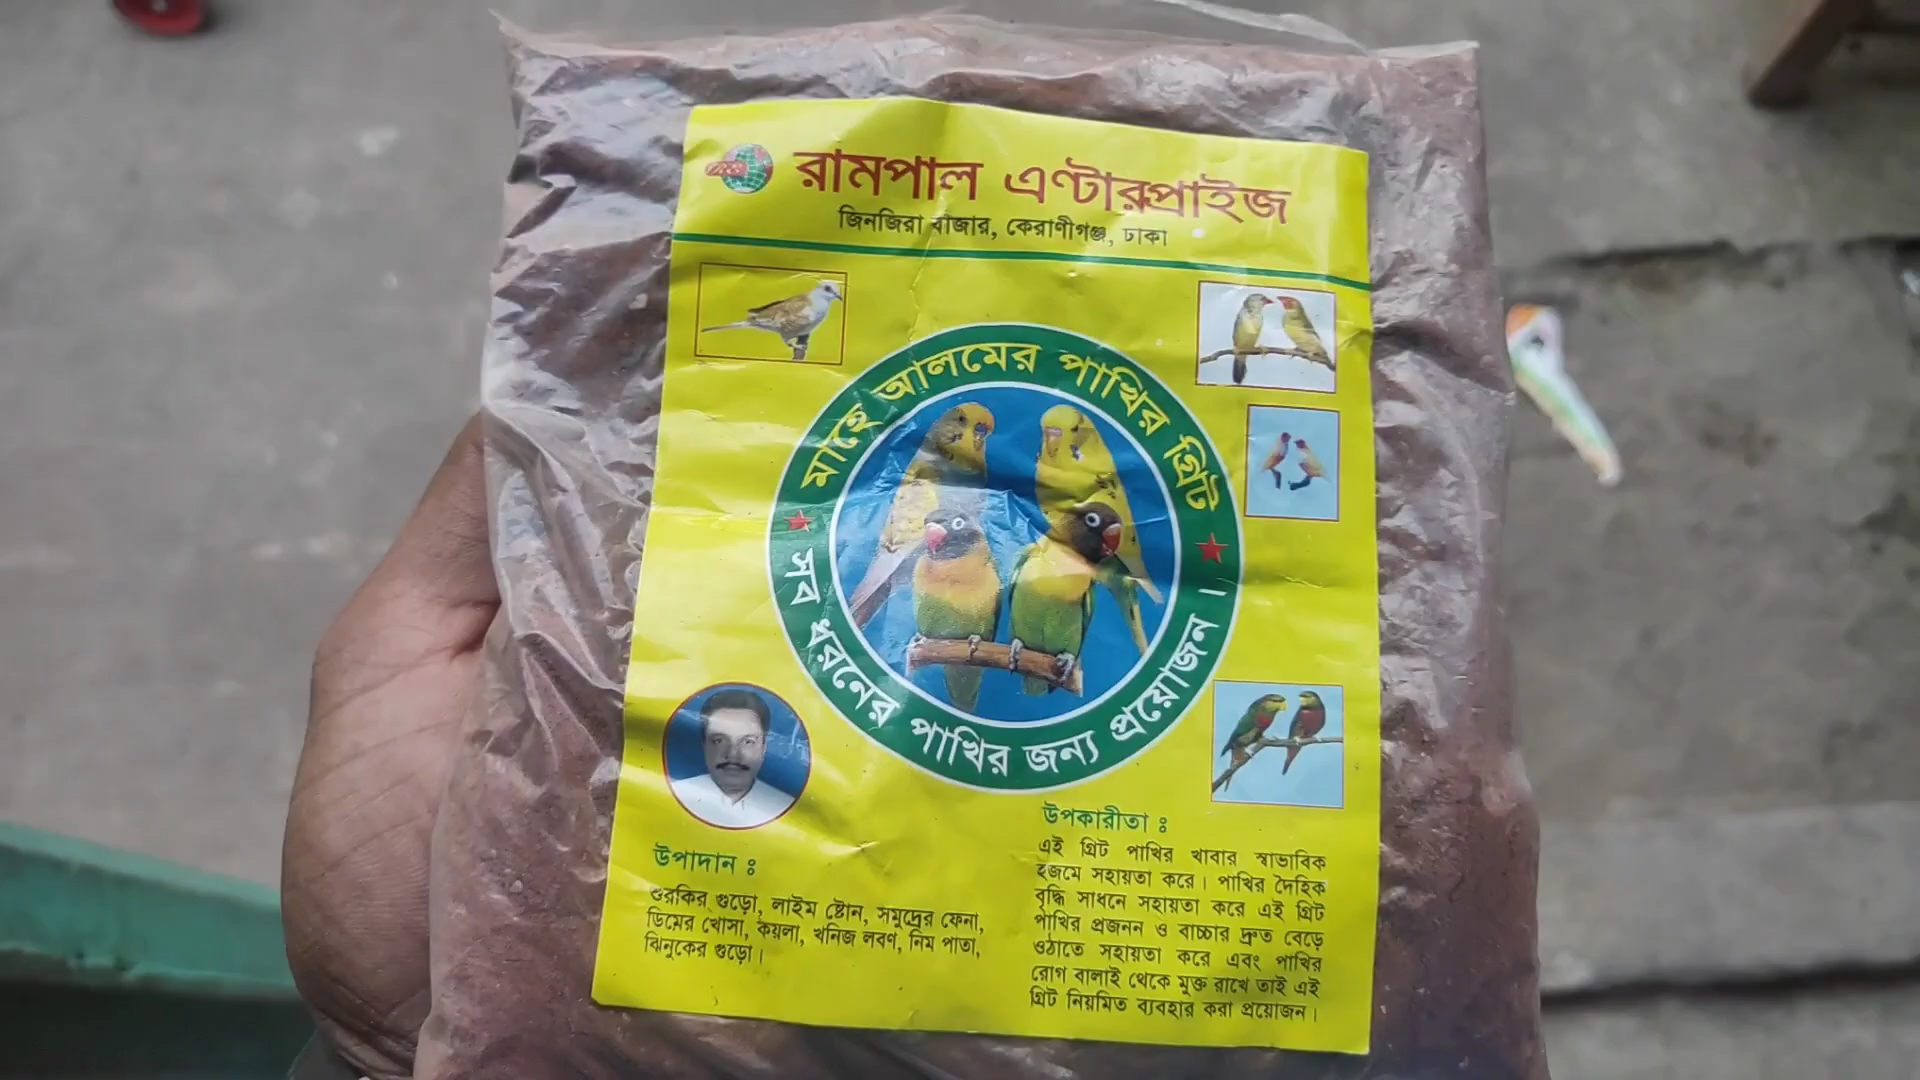 রামপাল এন্টারপ্রাইজ
জিনজিরা বাজার, কেরাণীগঞ্জ, ঢাকা
মাহে আলমের পাখির গ্রিট
সব ধরনের পাখির জন্য প্রয়োজন।
উপাদান ঃ
শুরকির গুড়ো, লাইম ষ্টোন, সমুদ্রের ফেনা,
ডিমের খোসা, কয়লা, খনিজ লবণ, নিম পাতা,
ঝিনুকের গুড়ো।
উপকারীতা ঃ
এই গ্রিট পাখির খাবার স্বাভাবিক
হজমে সহায়তা করে। পাখির দৈহিক
বৃদ্ধি সাধনে সহায়তা করে এই গ্রিট
পাখির প্রজনন ও বাচ্চার দ্রুত বেড়ে
ওঠাতে সহায়তা করে এবং পাখির
রোগ বালাই থেকে মুক্ত রাখে তাই এই
গ্রিট নিয়মিত ব্যবহার করা প্রয়োজন।